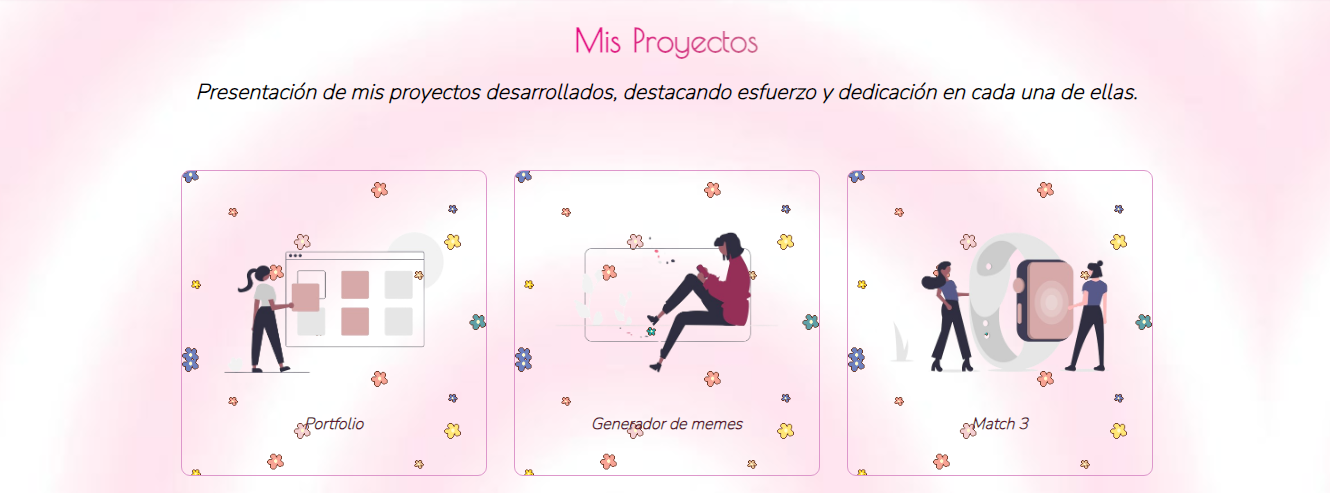 Mis Proyectos
Presentación de mis proyectos desarrollados, destacando esfuerzo y dedicación en cada una de ellas.
Portfolio
Generador de memes
Match 3